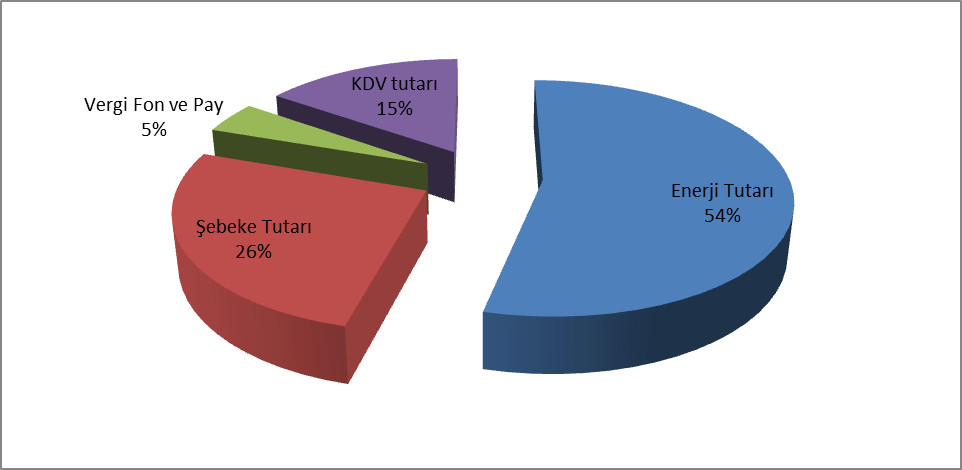 KDV tutarı
15%
Vergi Fon ve Pay
5%
Enerji Tutarı
54%
Şebeke Tutarı
26%